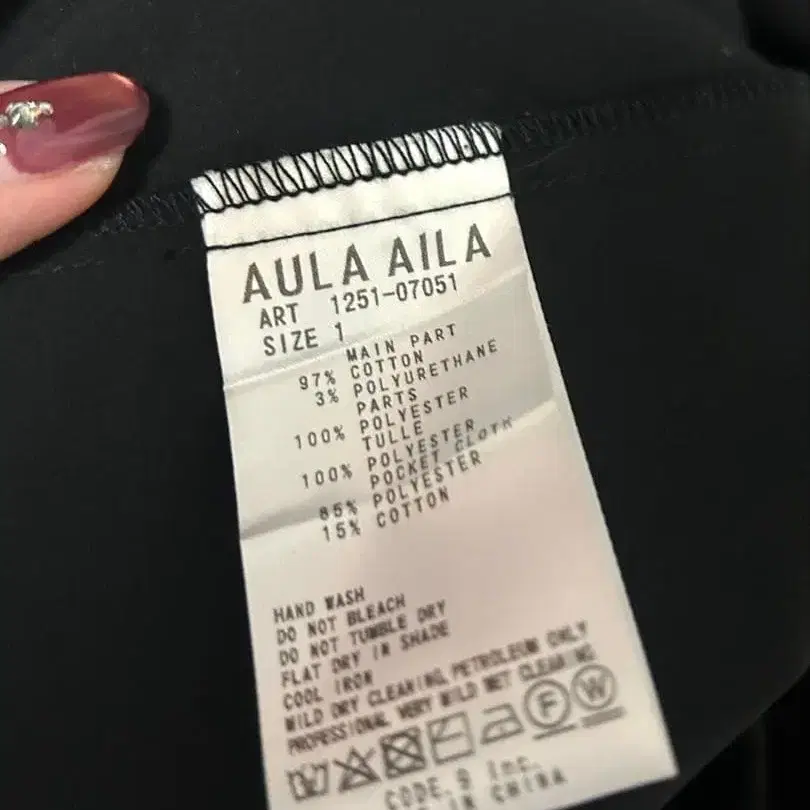 AULA AILA
ART 1251-07051
SIZE 1
MAIN PART
97% COTTON
3% POLYURETHANE
PARTS
100% POLYESTER
TULLE
100% POLYESTER
POCKET CLOTH
85% POLYESTER
15% COTTON
HAND WASH
DO NOT BLEACH
DO NOT TUMBLE DRY
FLAT DRY IN SHADE
COOL IRON
MILD DRY CLEANING, PETROLEUM ONLY
PROFESSIONAL VERY MILD WET CLEANING
F W
CODE.9 Inc.
IN CHINA